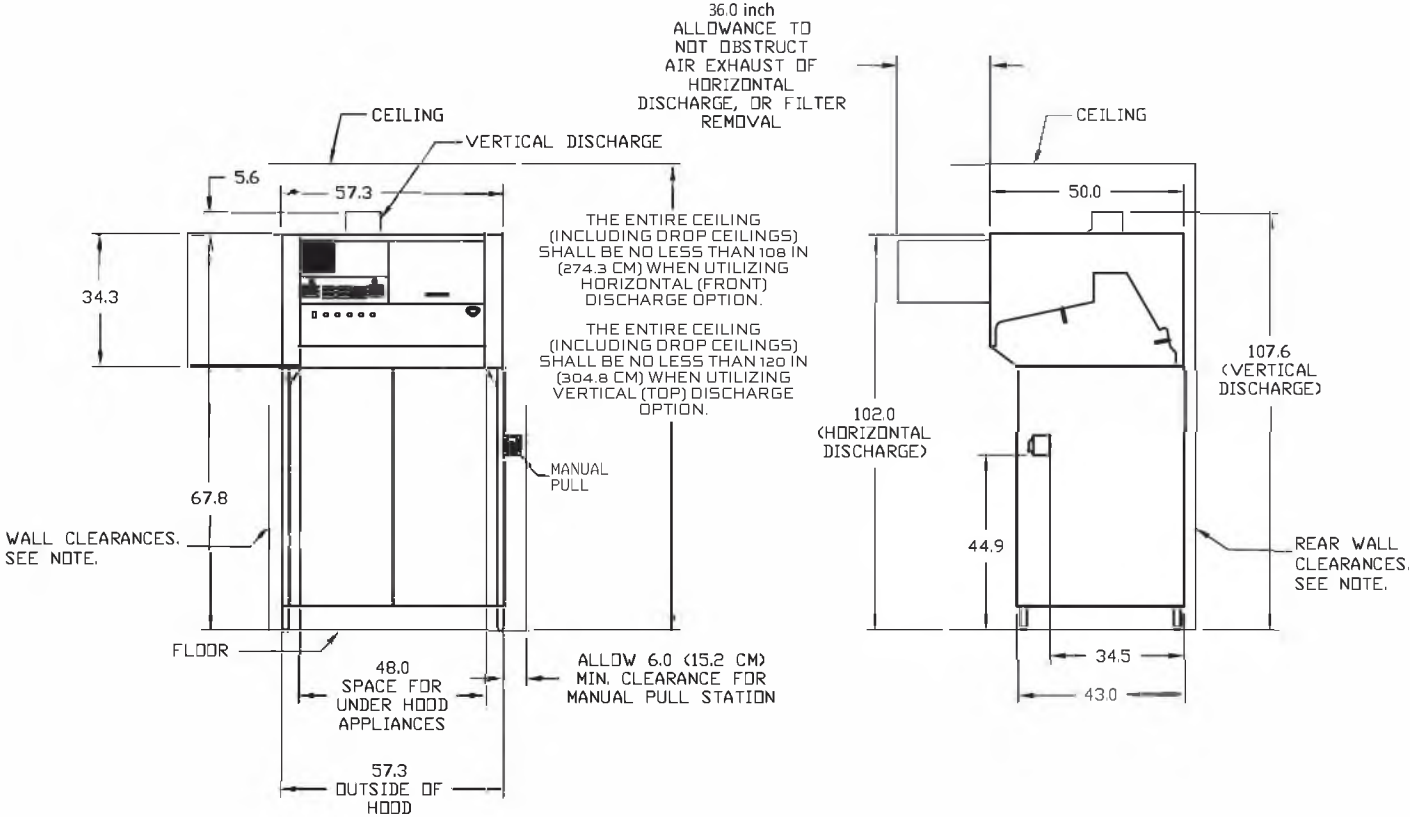 36.0 inch
ALLOWANCE TO
NOT OBSTRUCT
AIR EXHAUST OF
HORIZONTAL
DISCHARGE, OR FILTER
REMOVAL
CEILING
VERTICAL DISCHARGE
CEILING
5.6
57.3
50.0
THE ENTIRE CEILING
(INCLUDING DROP CEILINGS)
SHALL BE NO LESS THAN 108 IN
(274.3 CM) WHEN UTILIZING
HORIZONTAL (FRONT)
DISCHARGE OPTION.
THE ENTIRE CEILING
(INCLUDING DROP CEILINGS)
SHALL BE NO LESS THAN 120 IN
(304.8 CM) WHEN UTILIZING
VERTICAL (TOP) DISCHARGE
OPTION.
34.3
107.6
(VERTICAL
DISCHARGE)
102.0
(HORIZONTAL
DISCHARGE)
MANUAL
PULL
67.8
WALL CLEARANCES.
SEE NOTE.
44.9
REAR WALL
CLEARANCES.
SEE NOTE.
FLOOR
48.0
SPACE FOR
UNDER HOOD
APPLIANCES
ALLOW 6.0 (15.2 CM)
MIN. CLEARANCE FOR
MANUAL PULL STATION
34.5
43.0
57.3
OUTSIDE OF
HOOD